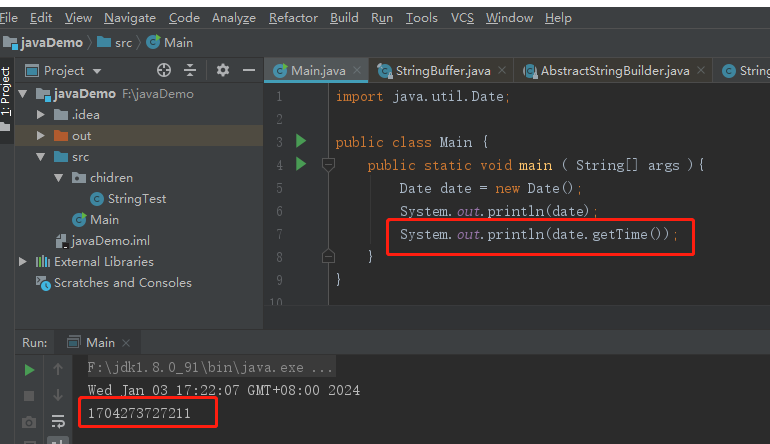 File Edit View Navigate Code Analyze Refactor Build Run Tools VCS Window Help
javaDemo src Main
1: Project
Project
Main.java StringBuffer.java AbstractStringBuilder.java String
javaDemo F:\javaDemo
.idea
out
src
chidren
StringTest
Main
javaDemo.iml
External Libraries
Scratches and Consoles
1 import java.util.Date;
2
3 public class Main {
4 public static void main ( String[] args ){
5 Date date = new Date();
6 System.out.println(date);
7 System.out.println(date.getTime());
8 }
9 }
10
Run: Main
F:\jdk1.8.0_91\bin\java.exe ...
Wed Jan 03 17:22:07 GMT+08:00 2024
1704273727211